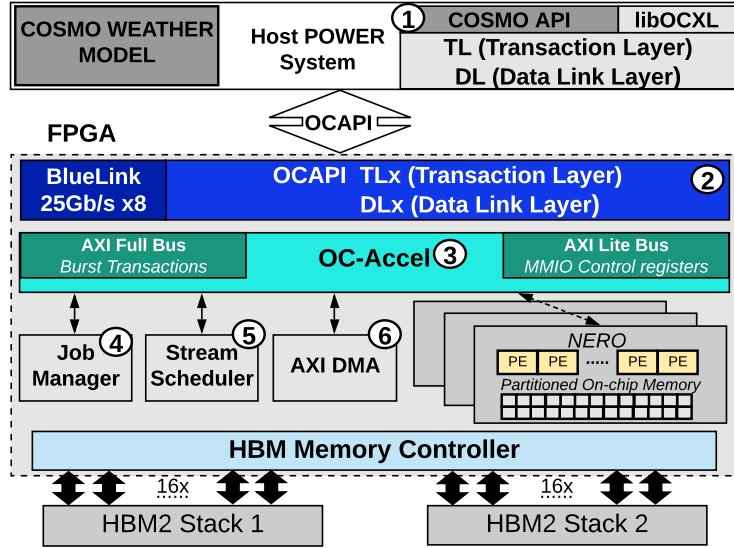 COSMO WEATHER
MODEL
Host POWER
System
1
COSMO API
libOCXL
TL (Transaction Layer)
DL (Data Link Layer)
OCAPI
FPGA
BlueLink
25Gb/s x8
OCAPI TLx (Transaction Layer)
DLx (Data Link Layer)
2
AXI Full Bus
Burst Transactions
OC-Accel
3
AXI Lite Bus
MMIO Control registers
Job
Manager
4
Stream
Scheduler
5
AXI DMA
6
NERO
PE PE ..... PE PE
Partitioned On-chip Memory
HBM Memory Controller
16x
16x
HBM2 Stack 1
HBM2 Stack 2